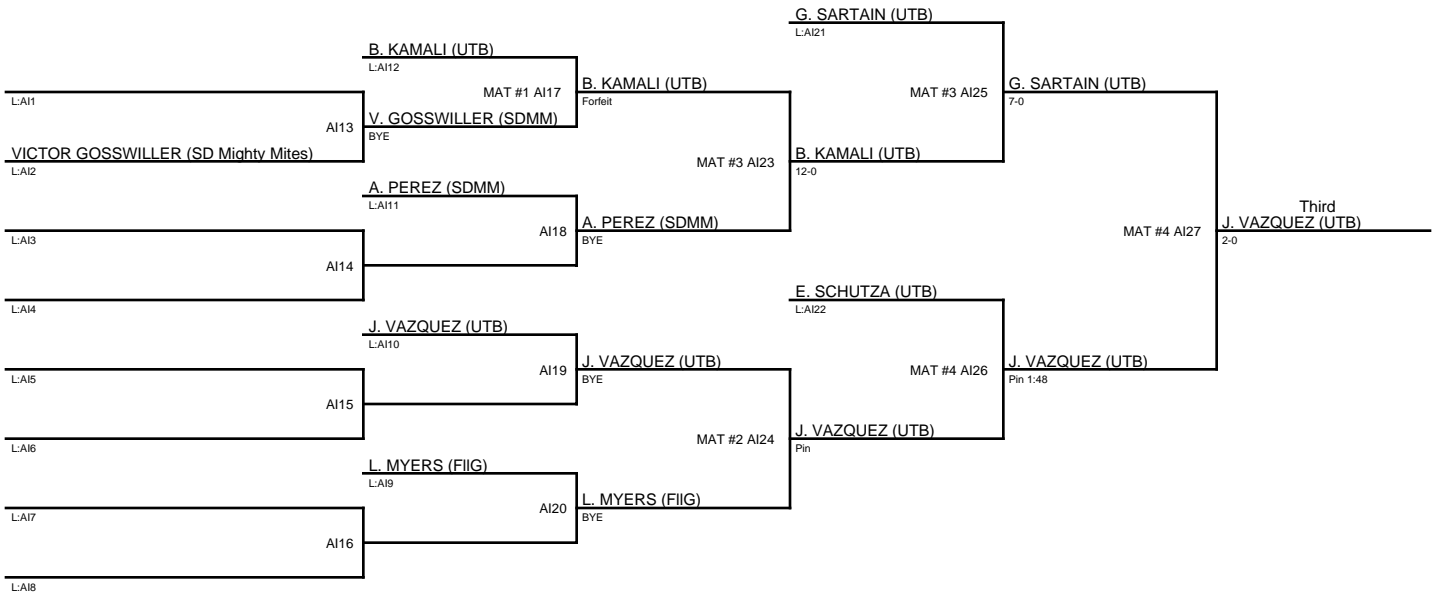 G. SARTAIN (UTB)
L:AI21
B. KAMALI (UTB)
L:AI12
MAT #1 AI17
B. KAMALI (UTB)
Forfeit
MAT #3 AI25
G. SARTAIN (UTB)
7-0
L:AI1
AI13
V. GOSSWILLER (SDMM)
BYE
VICTOR GOSSWILLER (SD Mighty Mites)
L:AI2
MAT #3 AI23
B. KAMALI (UTB)
12-0
A. PEREZ (SDMM)
L:AI11
L:AI3
AI18
A. PEREZ (SDMM)
BYE
MAT #4 AI27
Third
J. VAZQUEZ (UTB)
2-0
AI14
L:AI4
E. SCHUTZA (UTB)
L:AI22
J. VAZQUEZ (UTB)
L:AI10
L:AI5
AI19
J. VAZQUEZ (UTB)
BYE
MAT #4 AI26
J. VAZQUEZ (UTB)
Pin 1:48
AI15
L:AI6
MAT #2 AI24
J. VAZQUEZ (UTB)
Pin
L. MYERS (FIIG)
L:AI9
L:AI7
AI20
L. MYERS (FIIG)
BYE
AI16
L:AI8